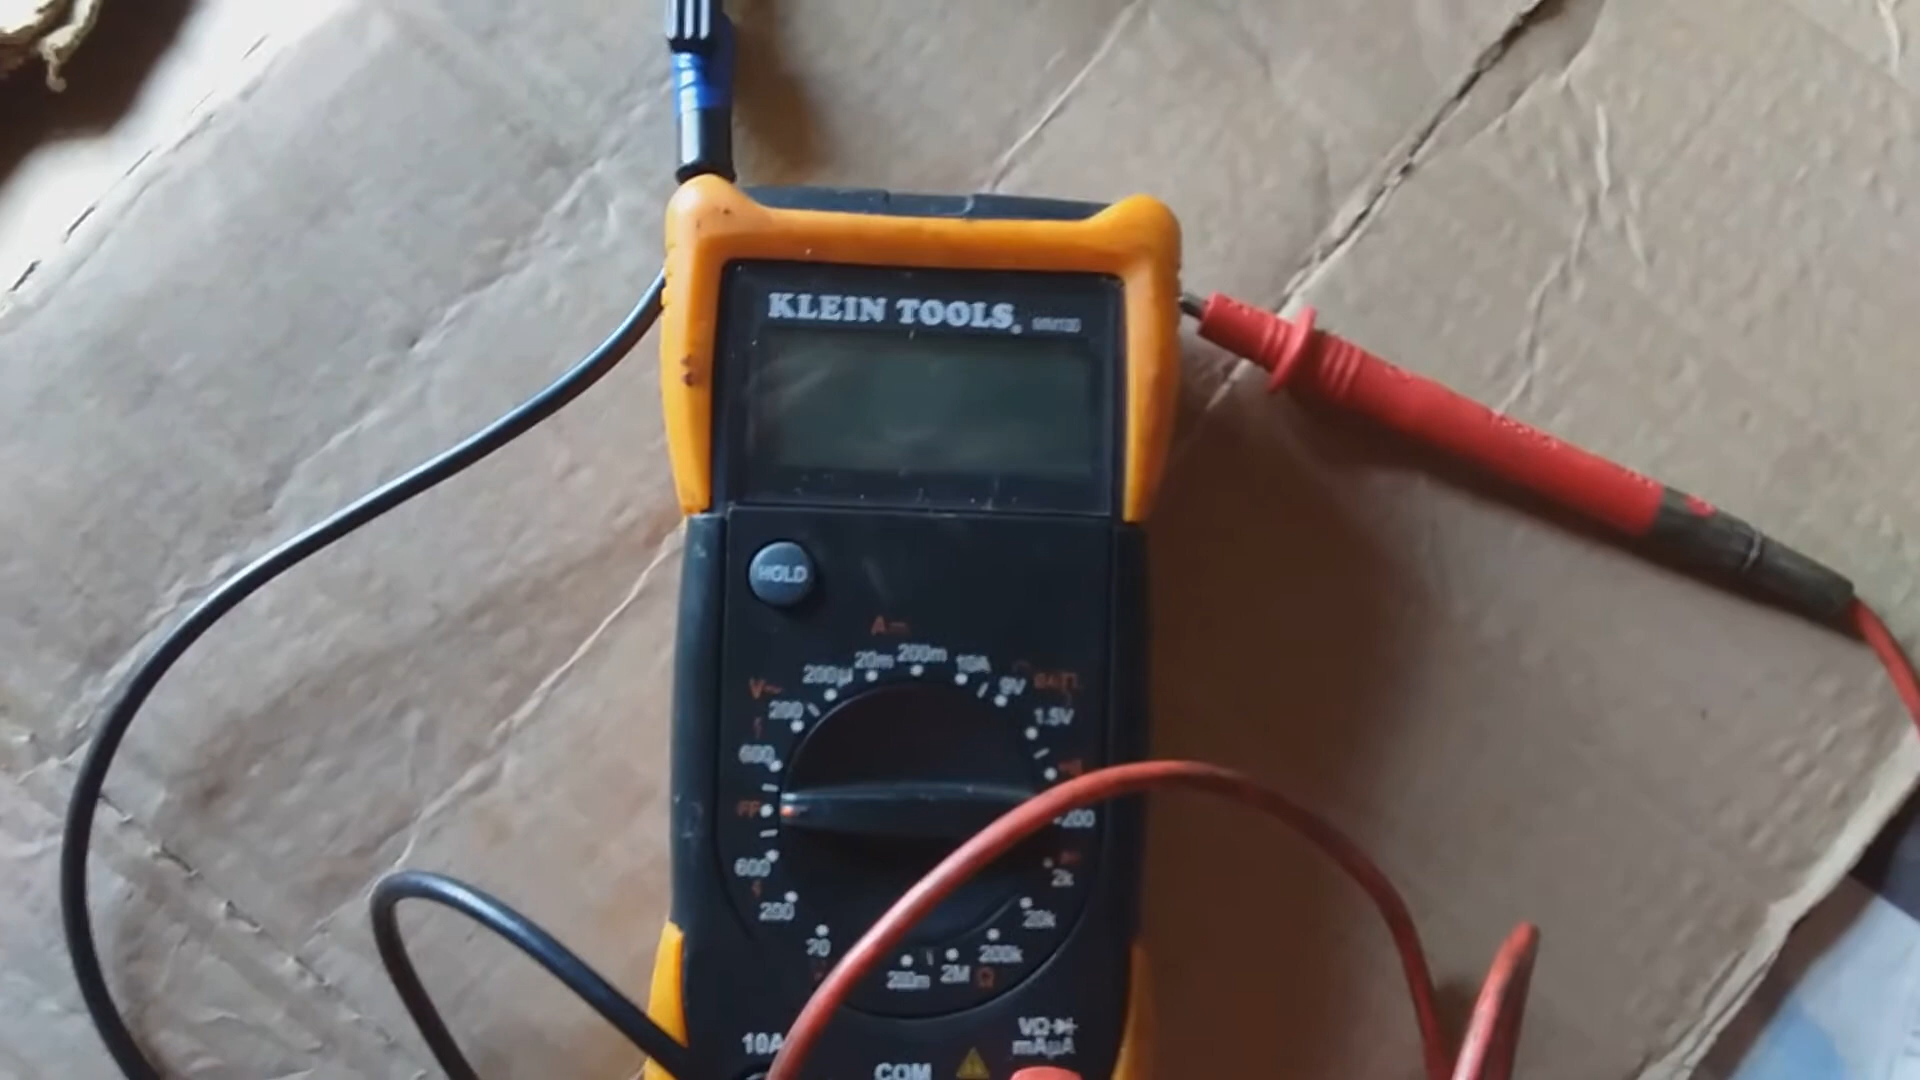 KLEIN TOOLS®
HOLD
A
200m
20m
10A
200µ
9V
BATT.
V~
200
1.5V
600
200
600
2k
200
20k
20
200k
200m
2M
Ω
10A
VΩ
mAµA
COM